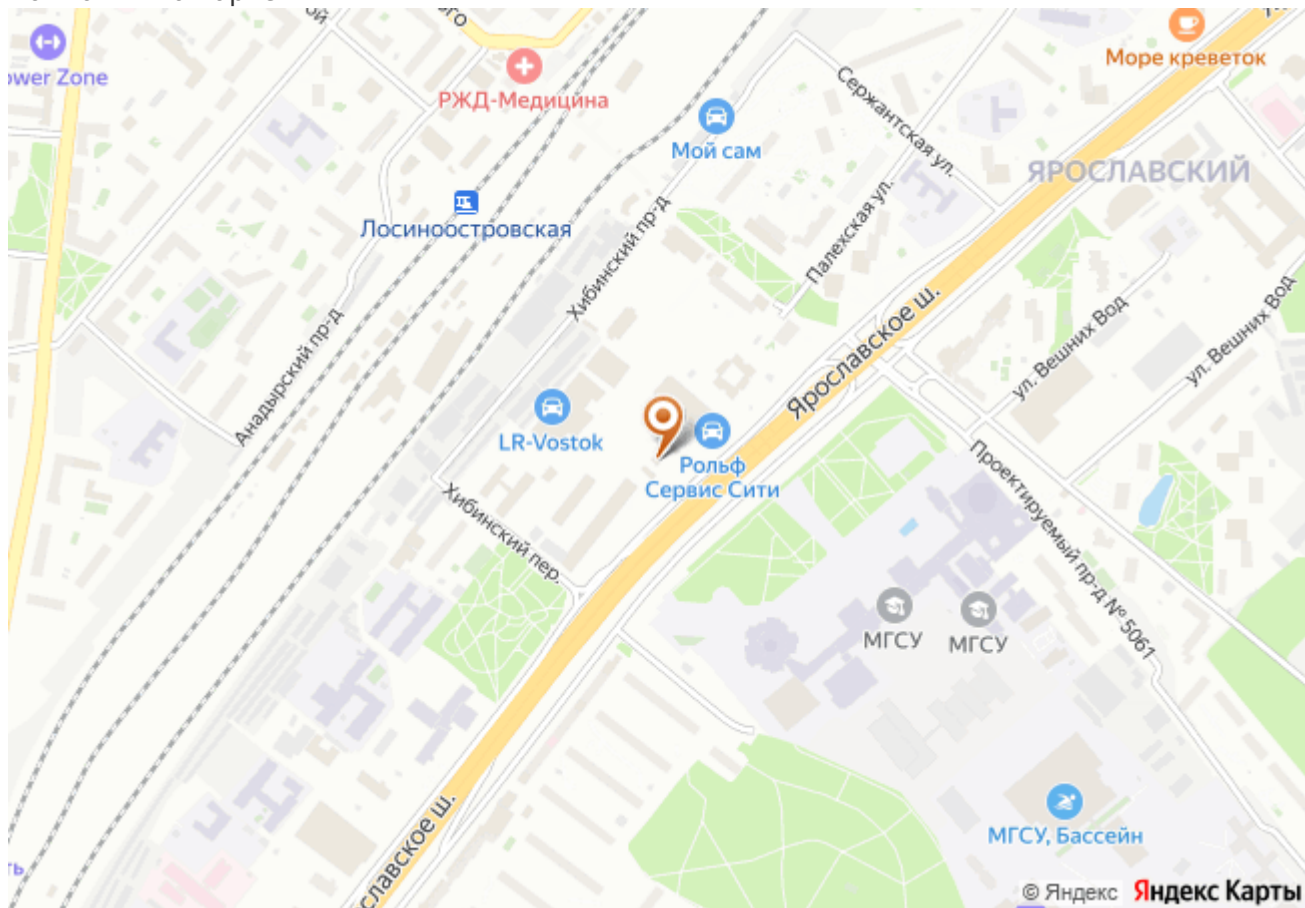 ower Zone
РЖД-Медицина
Море креветок
Мой сам
Сержантская ул.
ЯРОСЛАВСКИЙ
Лосиноостровская
Палехская ул.
Хибинский пр-д
Анадырский пр-д
Ярославское ш.
ул. Вешних Вод
ул. Вешних Вод
LR-Vostok
Рольф
Сервис Сити
Хибинский пер.
Проектируемый пр-д № 5061
МГСУ
МГСУ
МГСУ, Бассейн
славское ш.
ть
© Яндекс Яндекс Карты